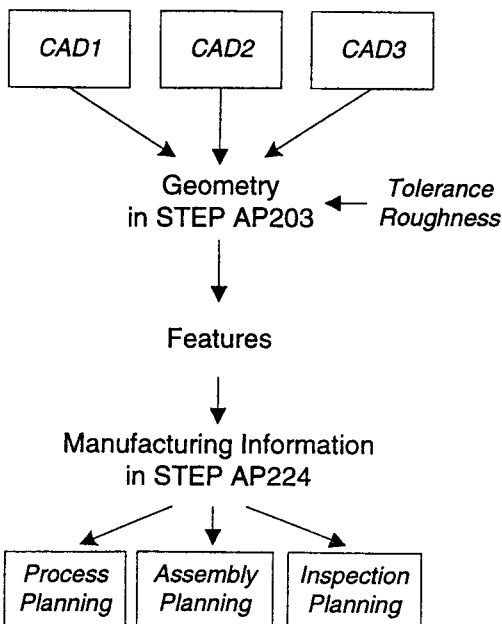 CAD1
CAD2
CAD3
Geometry
in STEP AP203
Tolerance
Roughness
Features
Manufacturing Information
in STEP AP224
Process
Planning
Assembly
Planning
Inspection
Planning